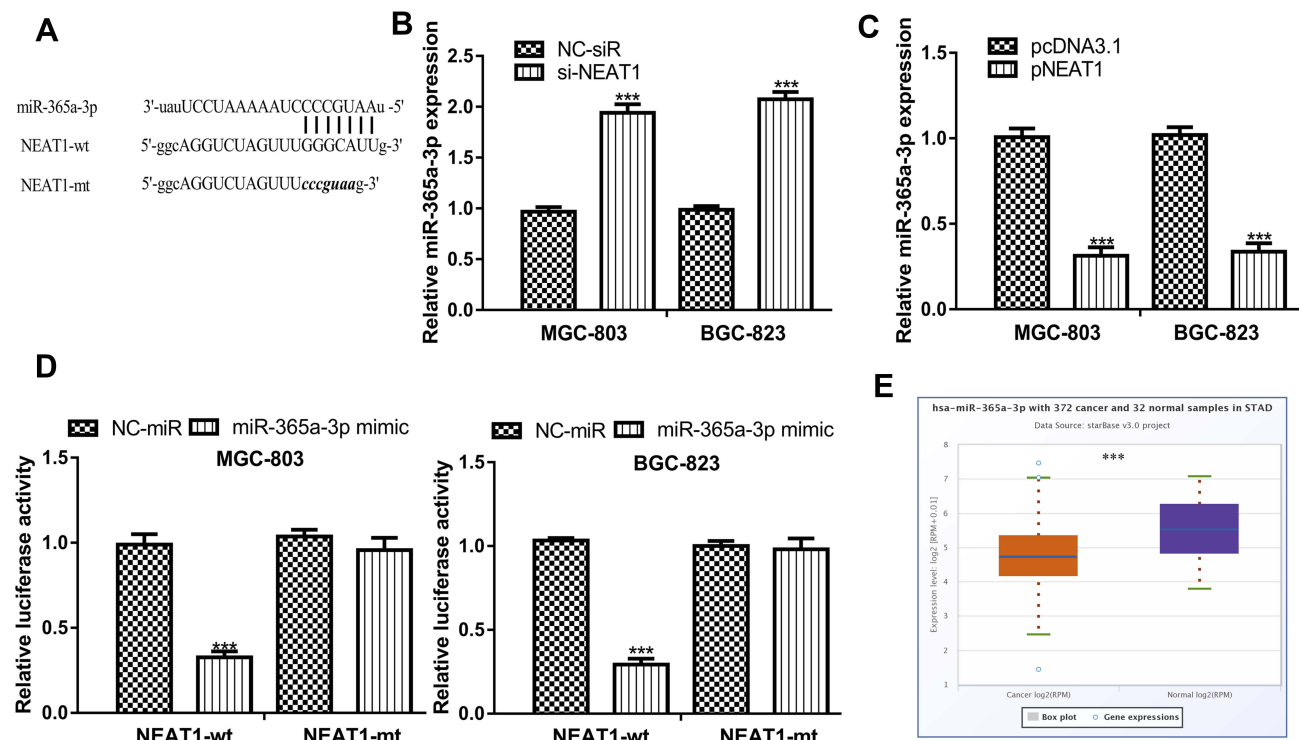 A
miR-365a-3p 3'-uauUCCUAAAAAUCCCCGUAAu -5'
NEAT1-wt 5'-ggcAGGUCUAGUUUGGGCAUUg-3'
NEAT1-mt 5'-ggcAGGUCUAGUUUcccguaag-3'
B
NC-siR
si-NEAT1
Relative miR-365a-3p expression
2.5
2.0
1.5
1.0
0.5
0.0
*** ***
MGC-803 BGC-823
C
pcDNA3.1
pNEAT1
Relative miR-365a-3p expression
1.5
1.0
0.5
0.0
*** ***
MGC-803 BGC-823
D
NC-miR miR-365a-3p mimic
MGC-803
Relative luciferase activity
1.5
1.0
0.5
0.0
***
NEAT1-wt NEAT1-mt
NC-miR miR-365a-3p mimic
BGC-823
Relative luciferase activity
1.5
1.0
0.5
0.0
***
NEAT1-wt NEAT1-mt
E
hsa-miR-365a-3p with 372 cancer and 32 normal samples in STAD
Data Source: starBase v3.0 project
***
Expression level: log2 [RPM+0.01]
8
7
6
5
4
3
2
1
Cancer log2(RPM) Normal log2(RPM)
Box plot Gene expressions